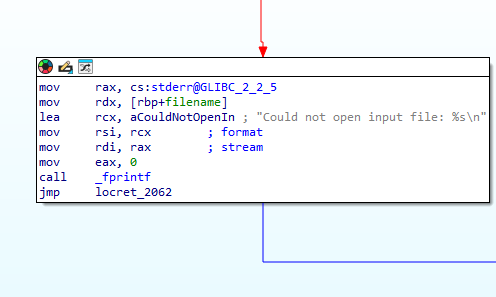 mov rax, cs:stderr@GLIBC_2_2_5
mov rdx, [rbp+filename]
lea rcx, aCouldNotOpenIn ; "Could not open input file: %s\n"
mov rsi, rcx ; format
mov rdi, rax ; stream
mov eax, 0
call _fprintf
jmp locret_2062